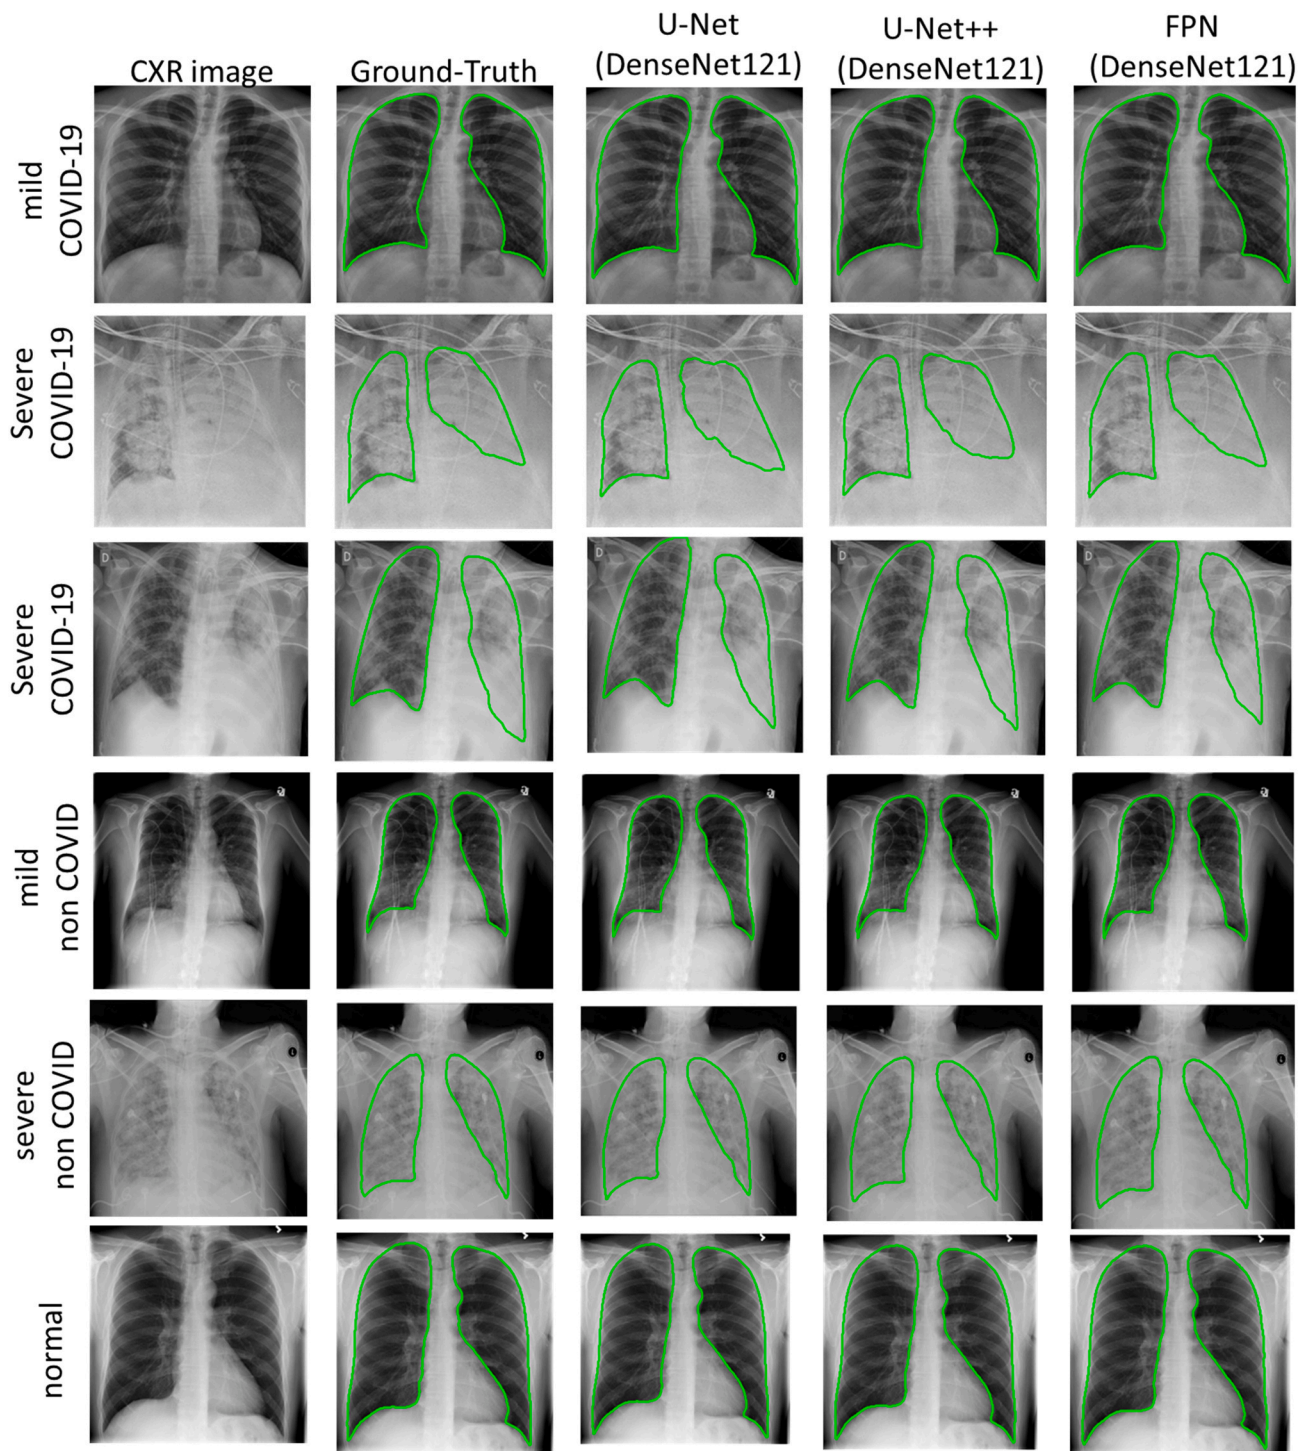 U-Net
(DenseNet121)
U-Net++
(DenseNet121)
FPN
(DenseNet121)
CXR image
Ground-Truth
mild
COVID-19
Severe
COVID-19
D
D
D
D
Severe
COVID-19
mild
non COVID
severe
non COVID
normal